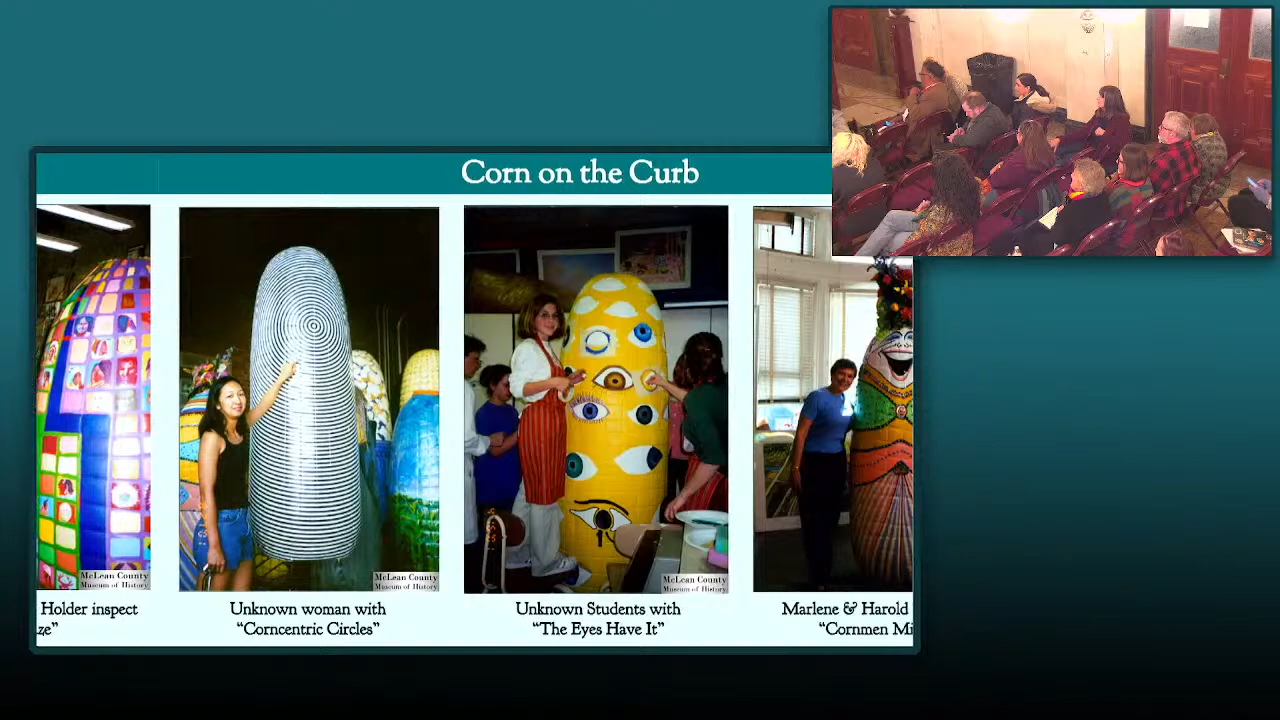 Corn on the Curb
McLean County
Museum of History
McLean County
Museum of History
McLean County
Museum of History
Holder inspect
ze”
Unknown woman with
“Corncentric Circles”
Unknown Students with
“The Eyes Have It”
Marlene & Harold
“Cornmen Mi